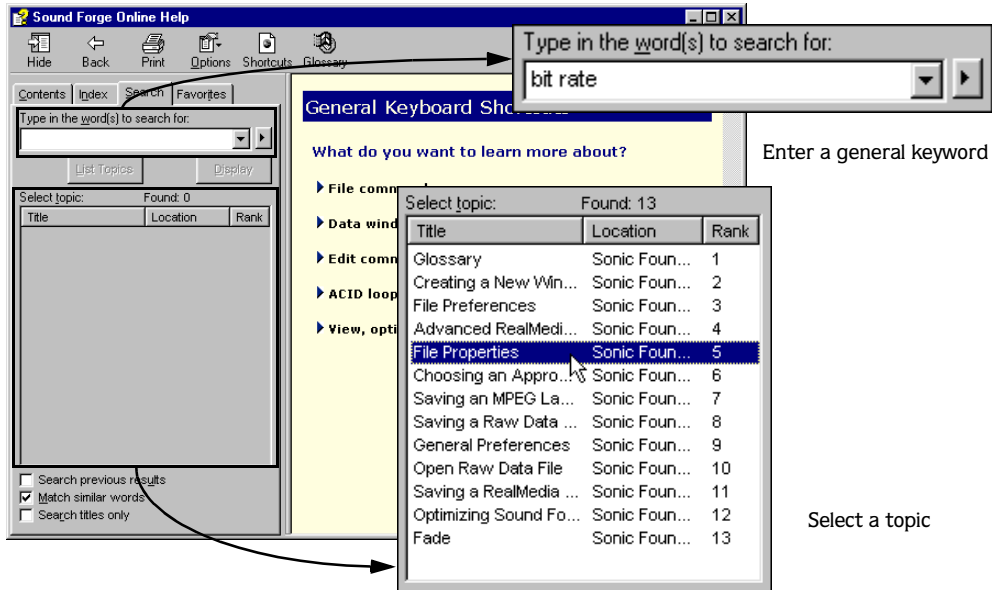 Sound Forge Online Help
Hide Back Print Options Shortcuts Glossary
Contents Index Search Favorites
Type in the word(s) to search for:
List Topics Display
Select topic: Found: 0
Title Location Rank
Search previous results
Match similar words
Search titles only
General Keyboard
What do you want to learn more about?
File
Data wind
Edit comm
ACID loop
View, opti
Type in the word(s) to search for:
bit rate
Enter a general keyword
Select topic: Found: 13
Title Location Rank
Glossary Sonic Foun... 1
Creating a New Win... Sonic Foun... 2
File Preferences Sonic Foun... 3
Advanced RealMedi... Sonic Foun... 4
File Properties Sonic Foun... 5
Choosing an Appro... Sonic Foun... 6
Saving an MPEG La... Sonic Foun... 7
Saving a Raw Data ... Sonic Foun... 8
General Preferences Sonic Foun... 9
Open Raw Data File Sonic Foun... 10
Saving a RealMedia ... Sonic Foun... 11
Optimizing Sound Fo... Sonic Foun... 12
Fade Sonic Foun... 13
Select a topic